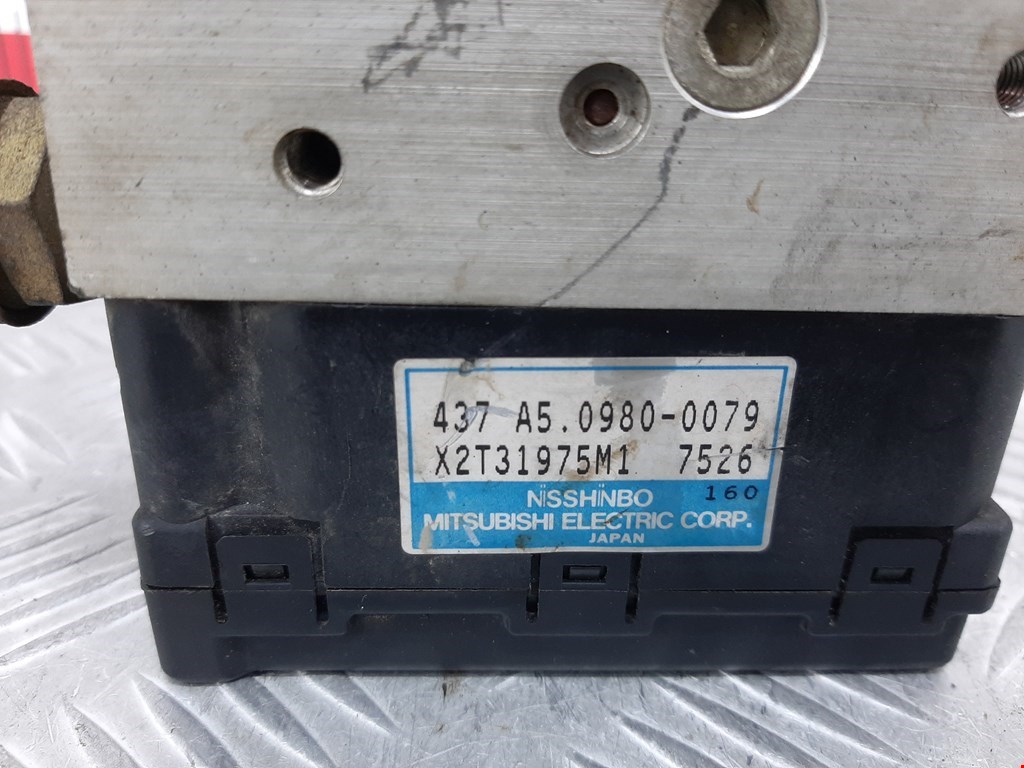 437 A5.0980-0079
X2T31975M1 7526
NISSHINBO 160
MITSUBISHI ELECTRIC CORP.
JAPAN